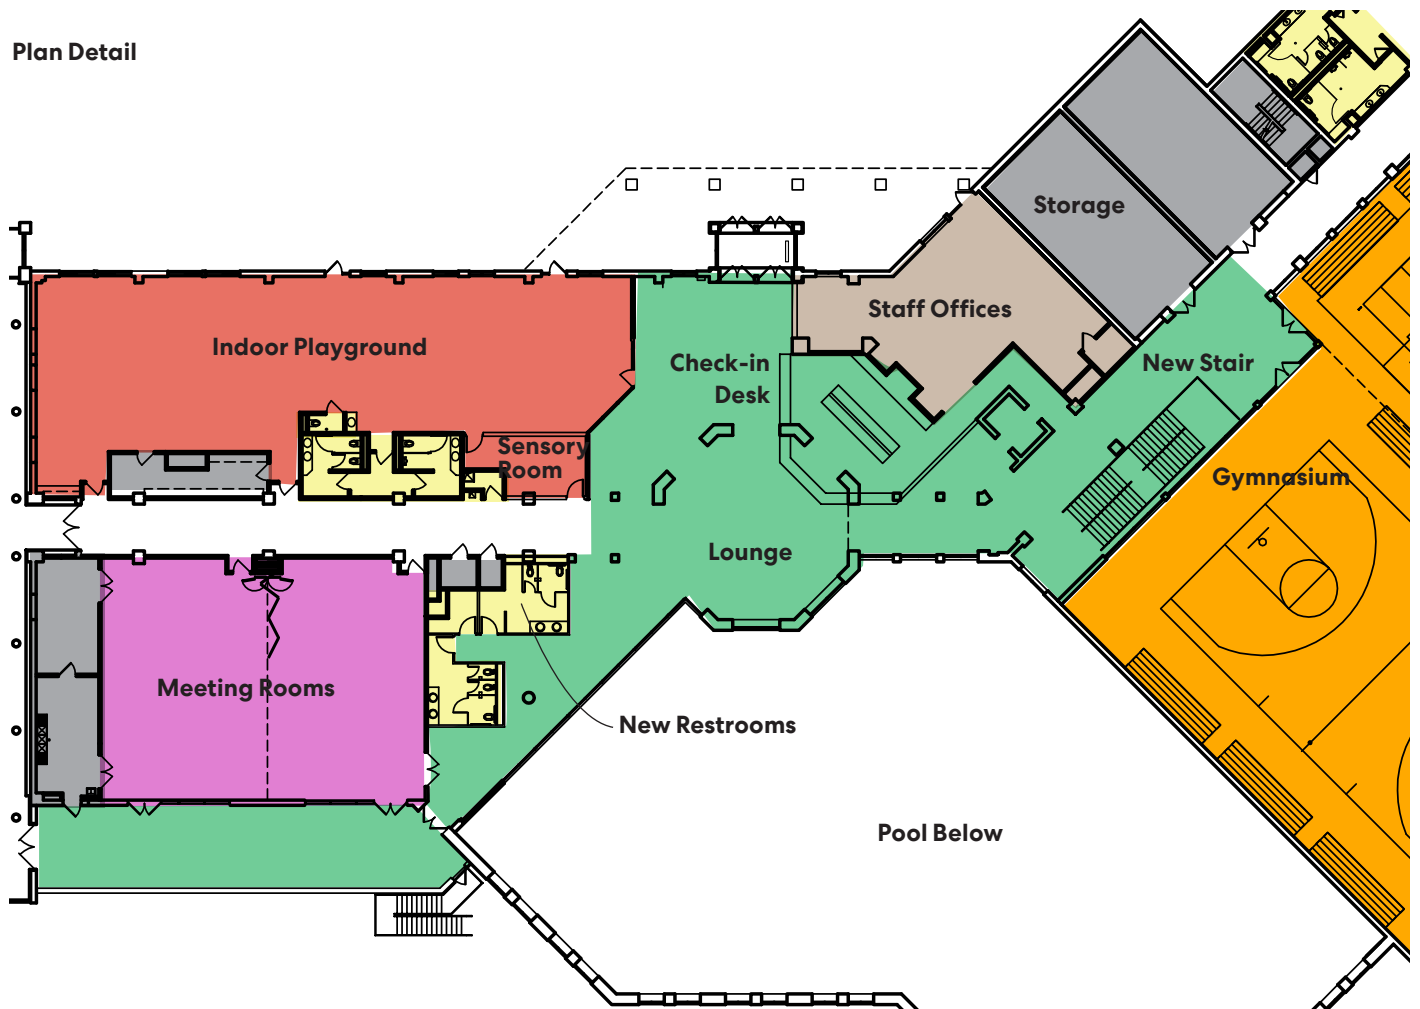 Plan Detail
Storage
Staff Offices
Indoor Playground
Check-in
Desk
New Stair
Sensory
Room
Gymnasium
Lounge
Meeting Rooms
New Restrooms
Pool Below